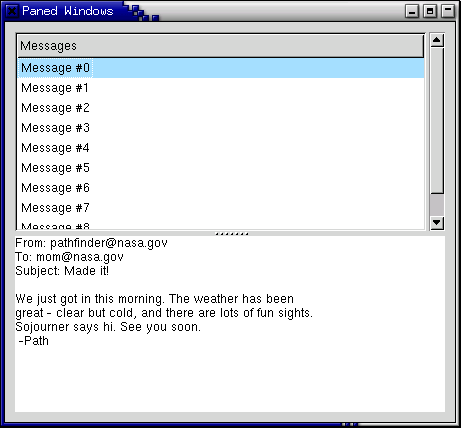 Paned Windows
Messages
Message #0
Message #1
Message #2
Message #3
Message #4
Message #5
Message #6
Message #7
Message #8
From: pathfinder@nasa.gov
To: mom@nasa.gov
Subject: Made it!
We just got in this morning. The weather has been
great - clear but cold, and there are lots of fun sights.
Sojourner says hi. See you soon.
-Path